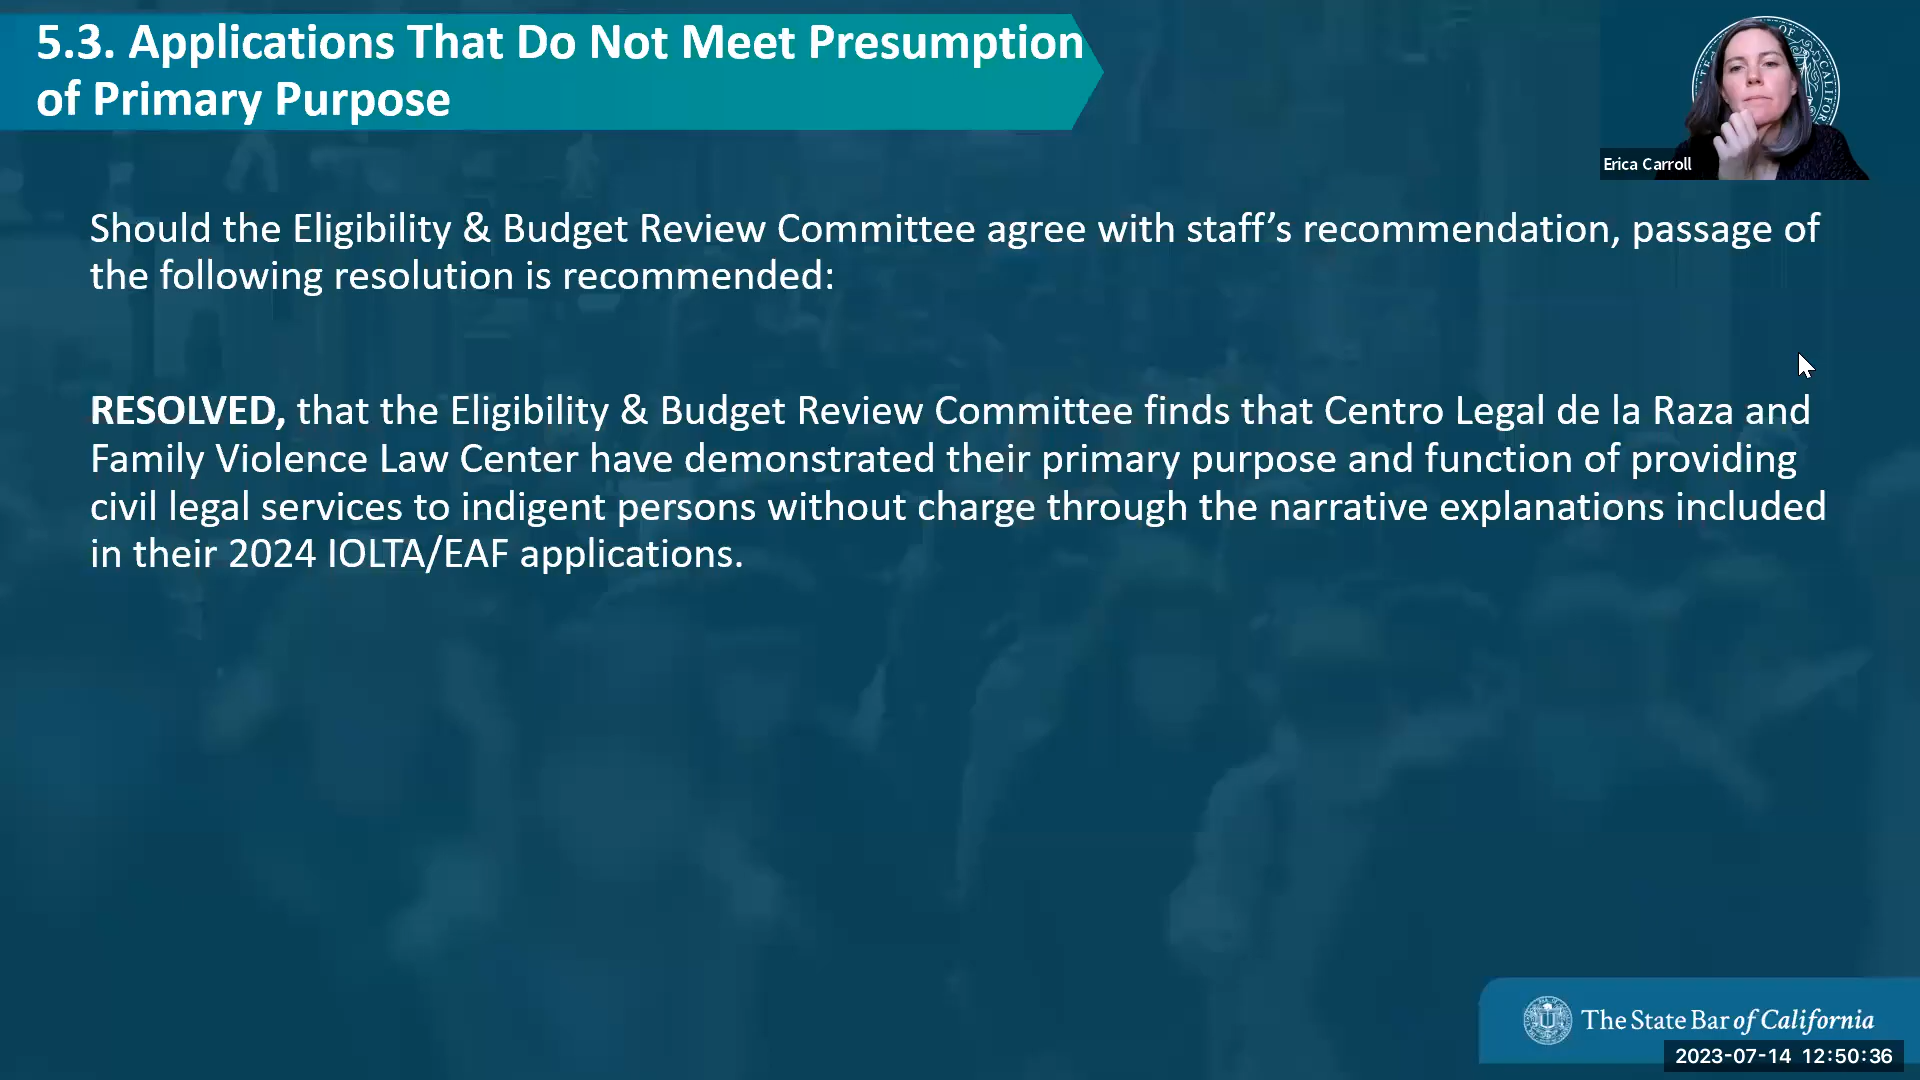 5.3. Applications That Do Not Meet Presumption
of Primary Purpose
Erica Carroll
Should the Eligibility & Budget Review Committee agree with staff’s recommendation, passage of
the following resolution is recommended:
RESOLVED, that the Eligibility & Budget Review Committee finds that Centro Legal de la Raza and
Family Violence Law Center have demonstrated their primary purpose and function of providing
civil legal services to indigent persons without charge through the narrative explanations included
in their 2024 IOLTA/EAF applications.
The State Bar of California
2023-07-14 12:50:36